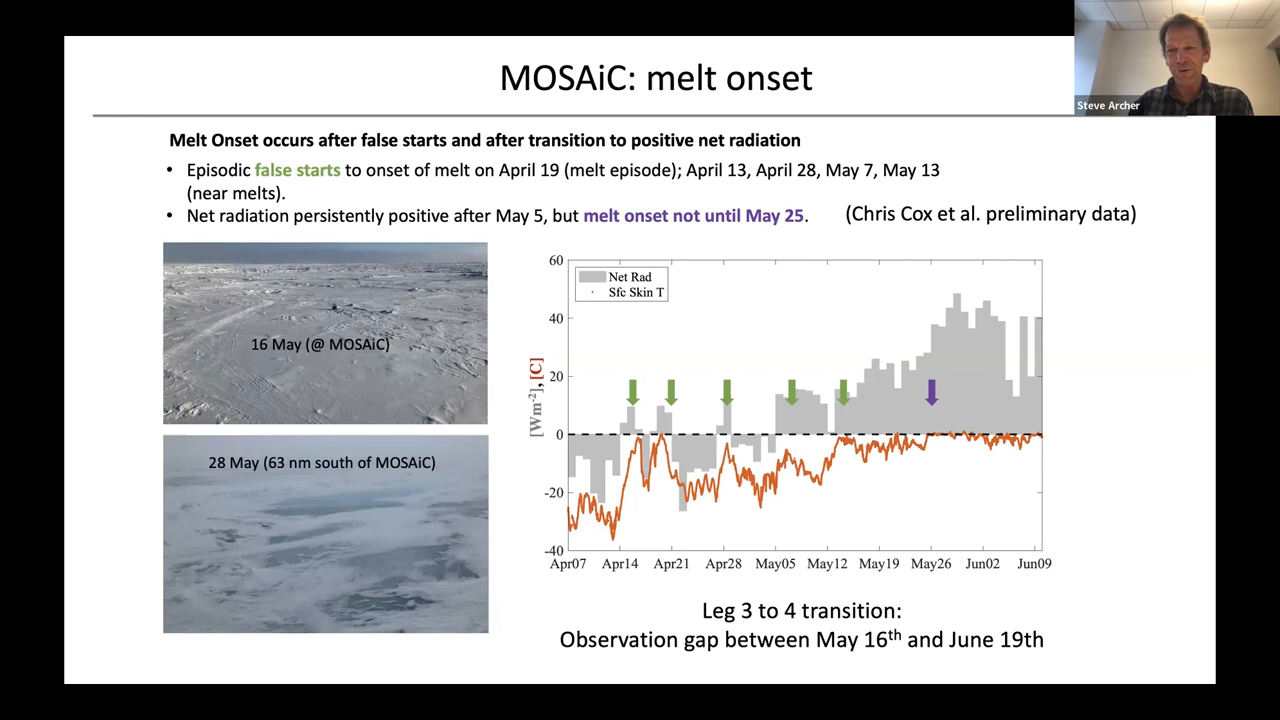 MOSAiC: melt onset
Steve Archer
Melt Onset occurs after false starts and after transition to positive net radiation
• Episodic false starts to onset of melt on April 19 (melt episode); April 13, April 28, May 7, May 13
(near melts).
• Net radiation persistently positive after May 5, but melt onset not until May 25.
(Chris Cox et al. preliminary data)
16 May (@ MOSAiC)
28 May (63 nm south of MOSAiC)
[Wm-2], [C]
60
40
20
0
-20
-40
Net Rad
Sfc Skin T
Apr07 Apr14 Apr21 Apr28 May05 May12 May19 May26 Jun02 Jun09
Leg 3 to 4 transition:
Observation gap between May 16th and June 19th